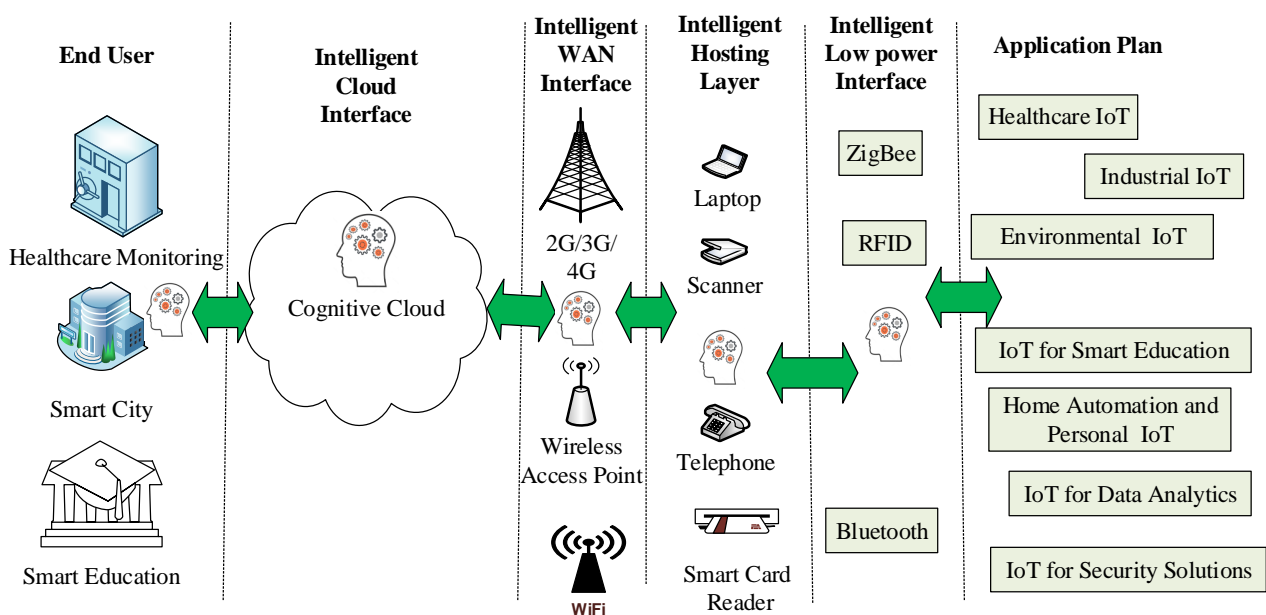 End User
Healthcare Monitoring
Smart City
Smart Education
Intelligent
Cloud
Interface
Cognitive Cloud
Intelligent
WAN
Interface
2G/3G/
4G
Wireless
Access Point
WiFi
Intelligent
Hosting
Layer
Laptop
Scanner
Telephone
Smart Card
Reader
Intelligent
Low power
Interface
ZigBee
RFID
Bluetooth
Application Plan
Healthcare IoT
Industrial IoT
Environmental IoT
IoT for Smart Education
Home Automation and
Personal IoT
IoT for Data Analytics
IoT for Security Solutions